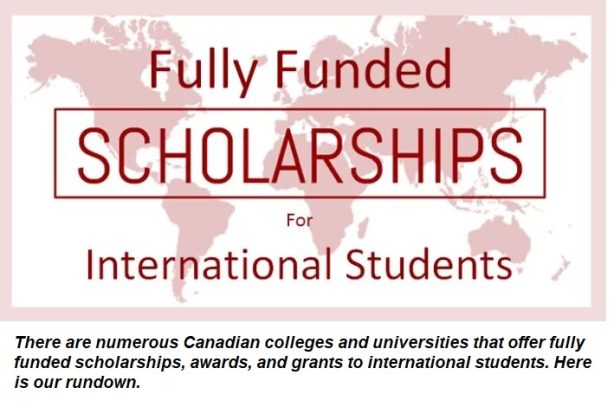 Fully Funded
SCHOLARSHIPS
For
International Students
There are numerous Canadian colleges and universities that offer fully
funded scholarships, awards, and grants to international students. Here
is our rundown.